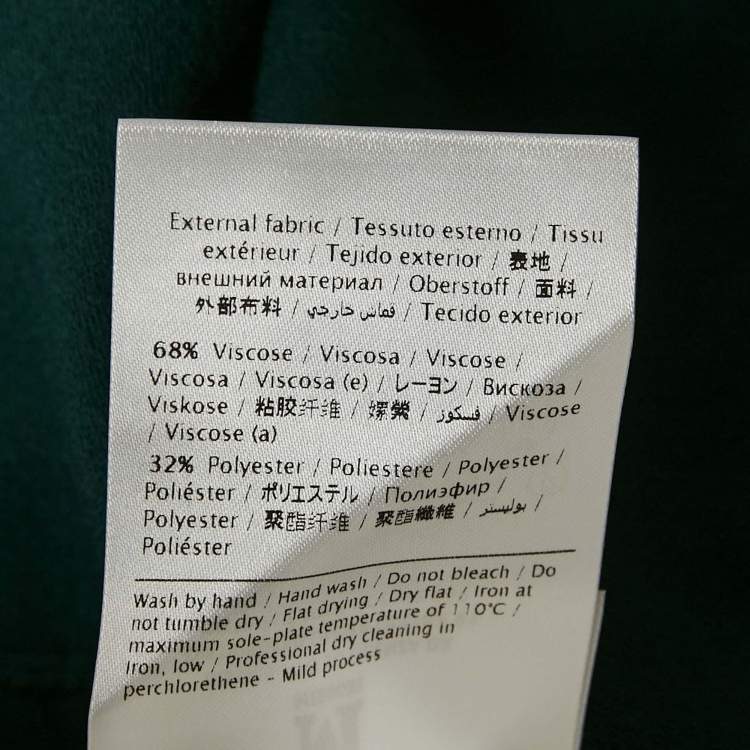 External fabric / Tessuto esterno / Tissu
extérieur / Tejido exterior / 表地 /
внешний материал / Oberstoff / 面料 /
外部布料 / قماش خارجي / Tecido exterior
68% Viscose / Viscosa / Viscose /
Viscosa / Viscosa (e) / レーヨン / Вискоза /
Viskose / 粘胶纤维 / 嫘縈 / فسكوز / Viscose
/ Viscose (a)
32% Polyester / Poliestere / Polyester /
Poliéster / ポリエステル / Полиэфир /
Polyester / 聚酯纤维 / 聚酯纖維 / بوليستر /
Poliéster
Wash by hand / Hand wash / Do not bleach / Do
not tumble dry / Flat drying / Dry flat / Iron at
maximum sole-plate temperature of 110°C /
Iron, low / Professional dry cleaning in
perchlorethene - Mild process